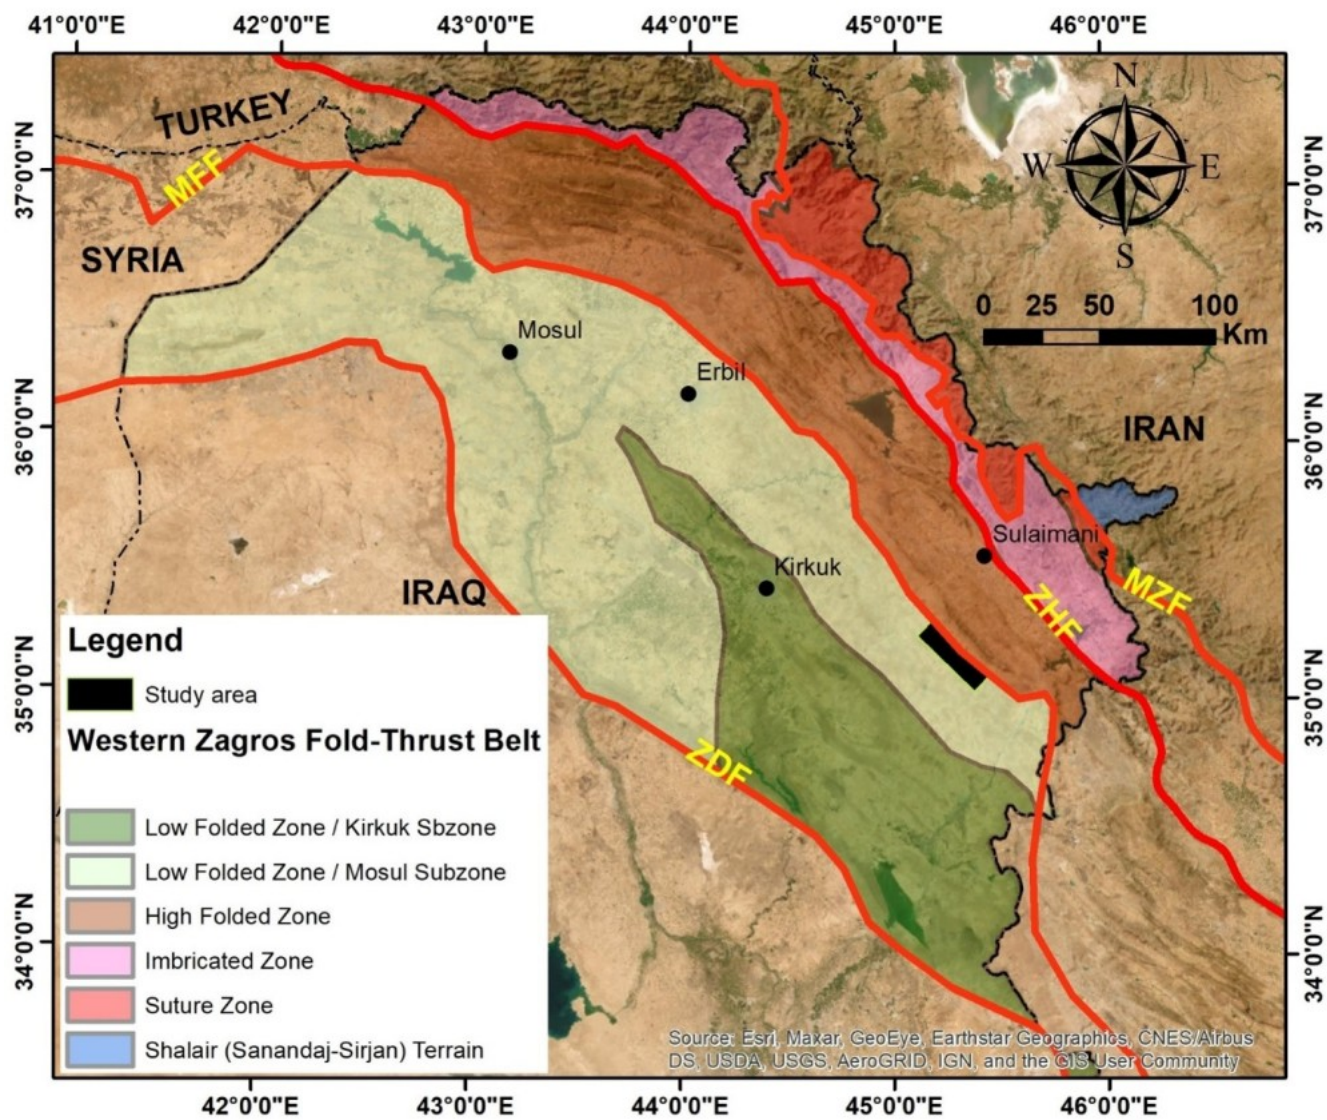 41°0'0"E 42°0'0"E 43°0'0"E 44°0'0"E 45°0'0"E 46°0'0"E
N
W E
S
TURKEY
MFF
37°0'0"N
37°0'0"N
SYRIA
0 25 50 100
Km
Mosul
Erbil
36°0'0"N
36°0'0"N
IRAN
Sulaimani
Kirkuk
IRAQ
MZF
ZHF
ZDF
35°0'0"N
35°0'0"N
34°0'0"N
34°0'0"N
Legend
Study area
Western Zagros Fold-Thrust Belt
Low Folded Zone / Kirkuk Sbzone
Low Folded Zone / Mosul Subzone
High Folded Zone
Imbricated Zone
Suture Zone
Shalair (Sanandaj-Sirjan) Terrain
Source: Esri, Maxar, GeoEye, Earthstar Geographics, CNES/Airbus
DS, USDA, USGS, AeroGRID, IGN, and the GIS User Community
42°0'0"E 43°0'0"E 44°0'0"E 45°0'0"E 46°0'0"E